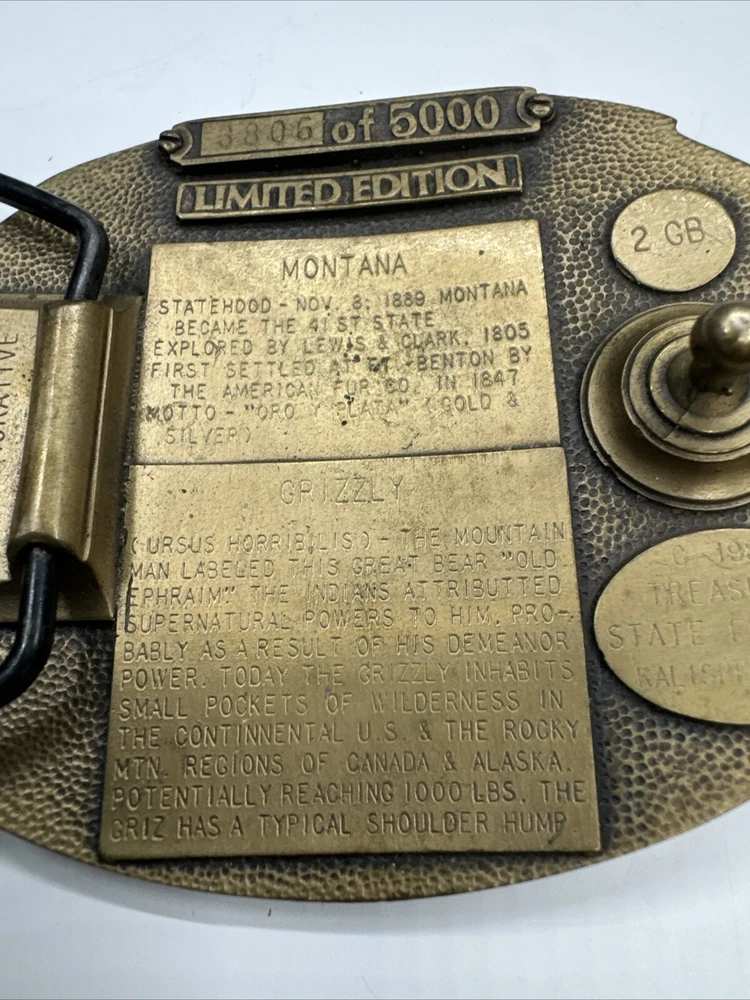 3806 of 5000
LIMITED EDITION
2 GB
MONTANA
STATEHOOD - NOV. 8, 1889 MONTANA
BECAME THE 41 ST STATE
EXPLORED BY LEWIS & CLARK. 1805
FIRST SETTLED AT FT. BENTON BY
THE AMERICAN FUR CO. IN 1847
MOTTO - "ORO Y PLATA" (GOLD &
SILVER)
GRIZZLY
(URSUS HORRIBILIS) - THE MOUNTAIN
MAN LABELED THIS GREAT BEAR "OLD
EPHRAIM" THE INDIANS ATTRIBUTTED
SUPERNATURAL POWERS TO HIM, PRO-
BABLY AS A RESULT OF HIS DEMEANOR
POWER. TODAY THE GRIZZLY INHABITS
SMALL POCKETS OF WILDERNESS IN
THE CONTINNENTAL U.S. & THE ROCKY
MTN. REGIONS OF CANADA & ALASKA.
POTENTIALLY REACHING 1000 LBS. THE
GRIZ HAS A TYPICAL SHOULDER HUMP.
TREAS
STATE
KALISP